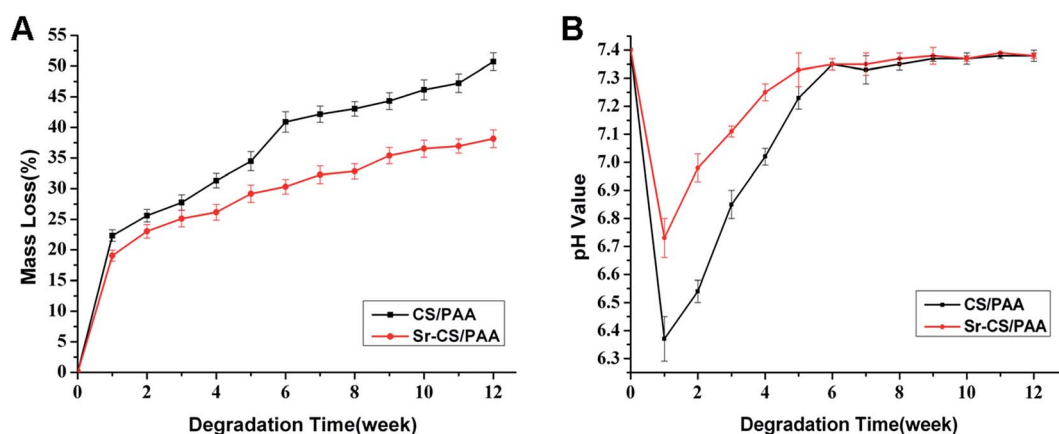 A
Mass Loss(%)
55
50
45
40
35
30
25
20
15
10
5
0
0 2 4 6 8 10 12
Degradation Time(week)
CS/PAA
Sr-CS/PAA
B
pH Value
7.4
7.3
7.2
7.1
7.0
6.9
6.8
6.7
6.6
6.5
6.4
6.3
0 2 4 6 8 10 12
Degradation Time(week)
CS/PAA
Sr-CS/PAA